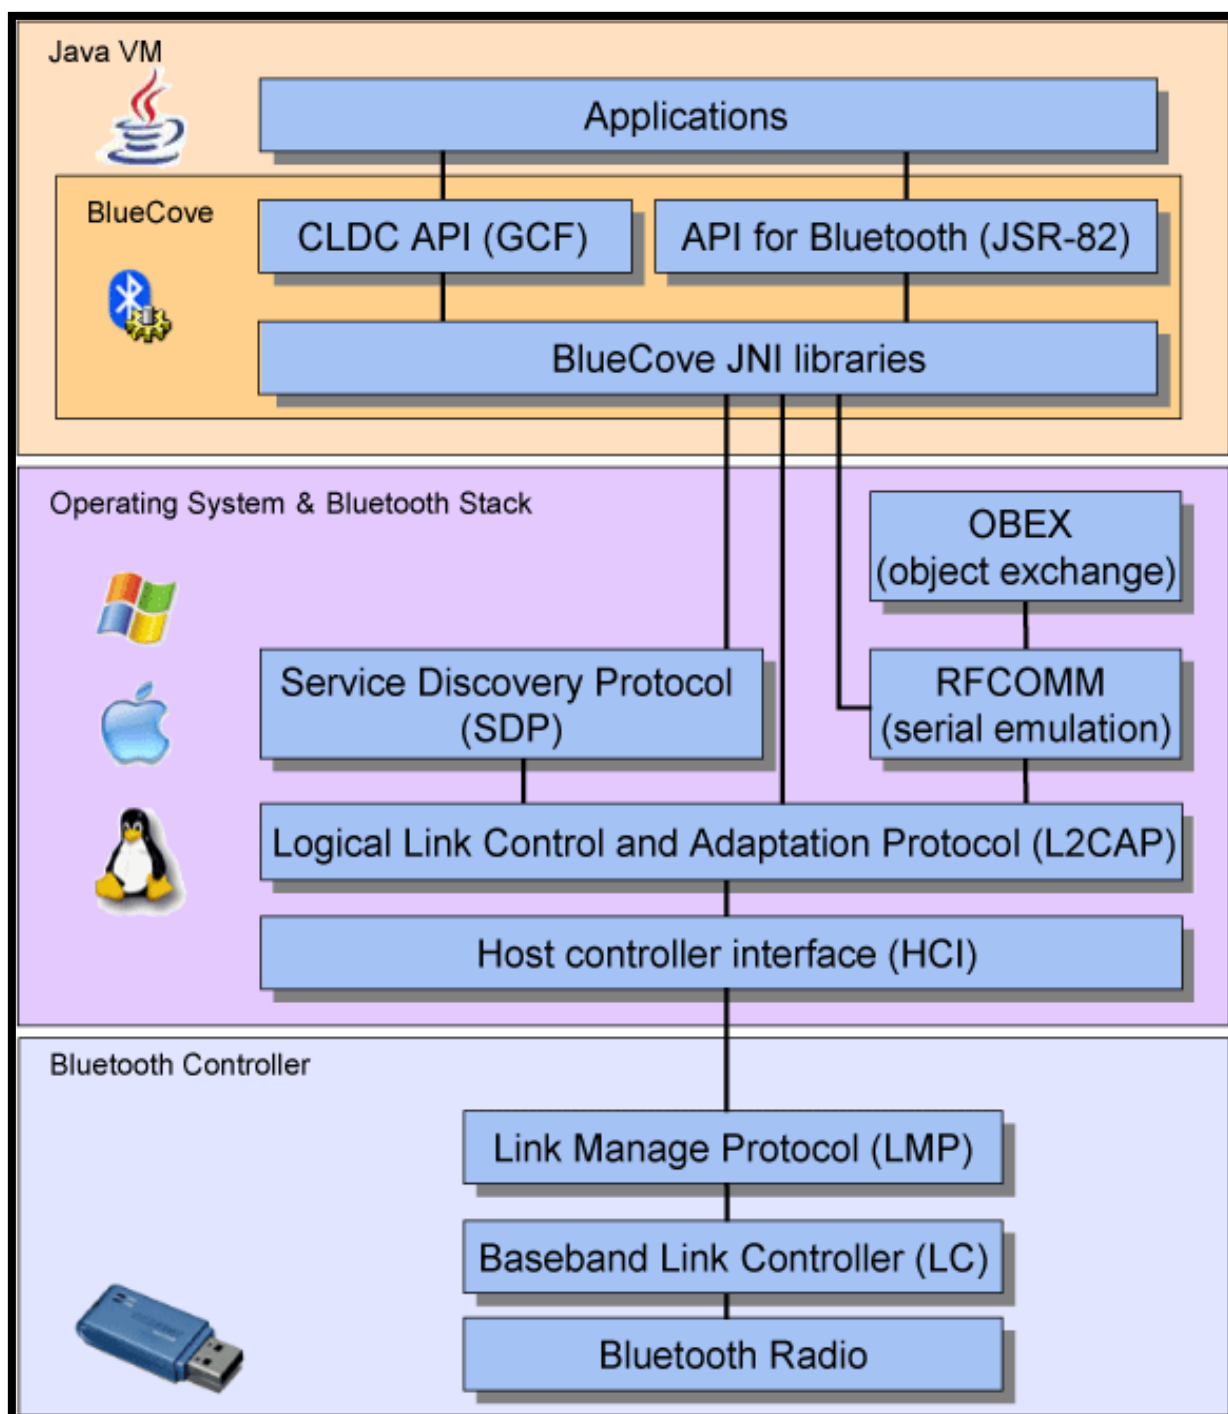 Java VM
Applications
BlueCove
CLDC API (GCF)
API for Bluetooth (JSR-82)
BlueCove JNI libraries
Operating System & Bluetooth Stack
OBEX
(object exchange)
Service Discovery Protocol
(SDP)
RFCOMM
(serial emulation)
Logical Link Control and Adaptation Protocol (L2CAP)
Host controller interface (HCI)
Bluetooth Controller
Link Manage Protocol (LMP)
Baseband Link Controller (LC)
Bluetooth Radio